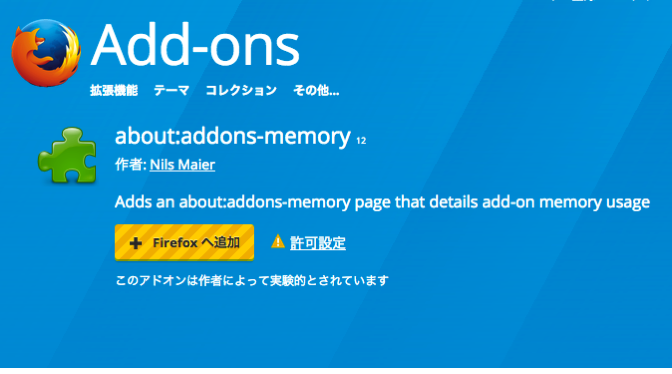 Add-ons
拡張機能 テーマ コレクション その他...
about:addons-memory 12
作者: Nils Maier
Adds an about:addons-memory page that details add-on memory usage
+ Firefox へ追加 許可設定
このアドオンは作者によって実験的とされています